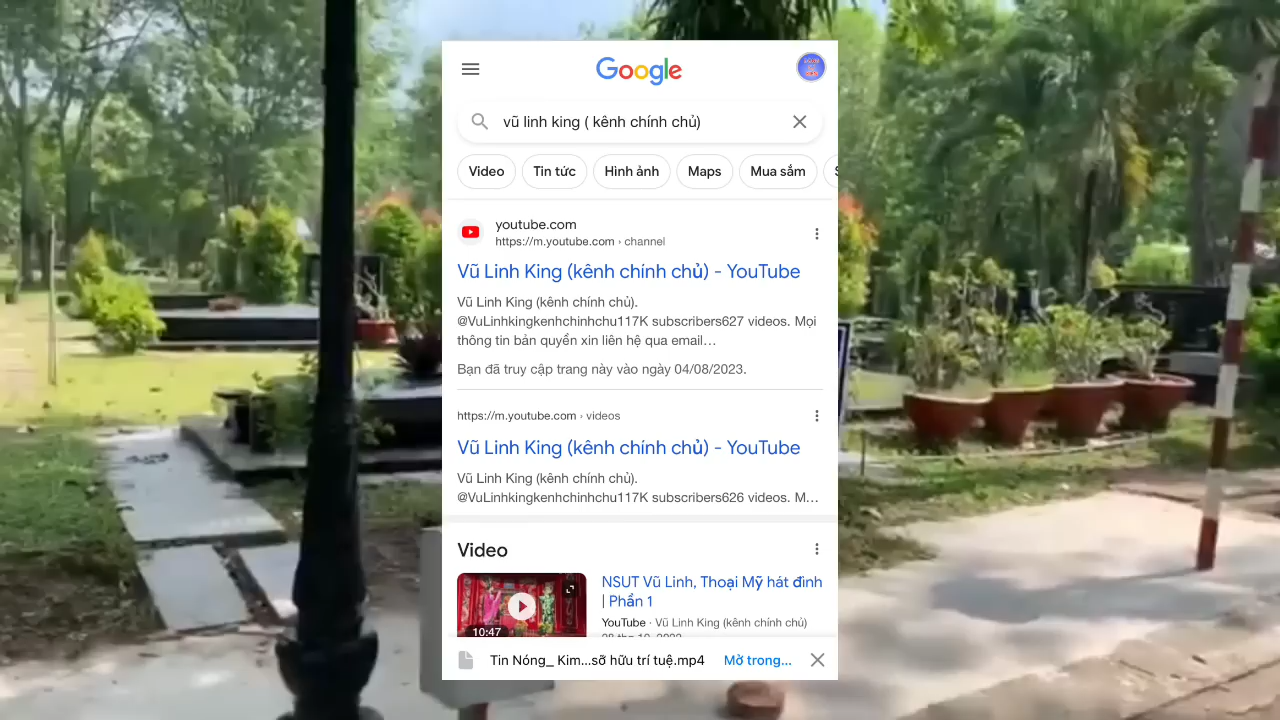 Google
vũ linh king ( kênh chính chủ)
Video Tin tức Hình ảnh Maps Mua sắm
youtube.com
https://m.youtube.com › channel
Vũ Linh King (kênh chính chủ) - YouTube
Vũ Linh King (kênh chính chủ).
@VuLinhkingkenhchinhchu117K subscribers627 videos. Mọi
thông tin bản quyền xin liên hệ qua email…
Bạn đã truy cập trang này vào ngày 04/08/2023.
https://m.youtube.com › videos
Vũ Linh King (kênh chính chủ) - YouTube
Vũ Linh King (kênh chính chủ).
@VuLinhkingkenhchinhchu117K subscribers626 videos. M…
Video
NSUT Vũ Linh, Thoại Mỹ hát đình
| Phần 1
YouTube · Vũ Linh King (kênh chính chủ)
10:47
Tin Nóng_ Kim...sỡ hữu trí tuệ.mp4 Mở trong...